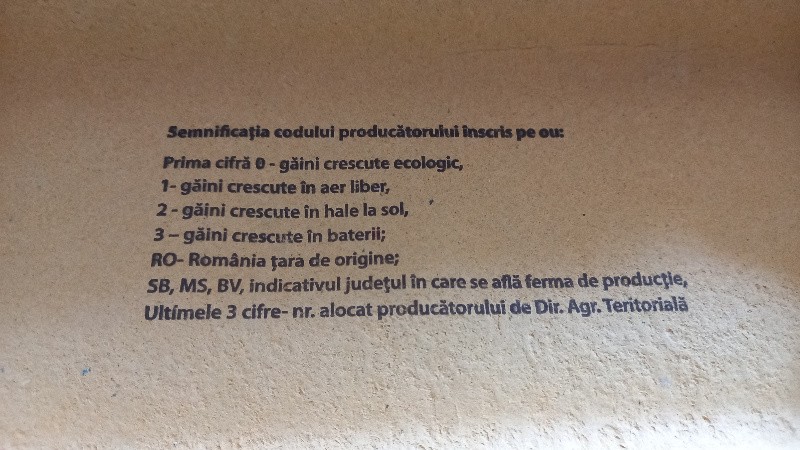 Semnificaţia codului producătorului înscris pe ou:
Prima cifră 0 - găini crescute ecologic,
1- găini crescute în aer liber,
2 - găini crescute în hale la sol,
3 – găini crescute în baterii;
RO- România ţara de origine;
SB, MS, BV, indicativul judeţul în care se află ferma de producţie,
Ultimele 3 cifre- nr. alocat producătorului de Dir. Agr. Teritorială